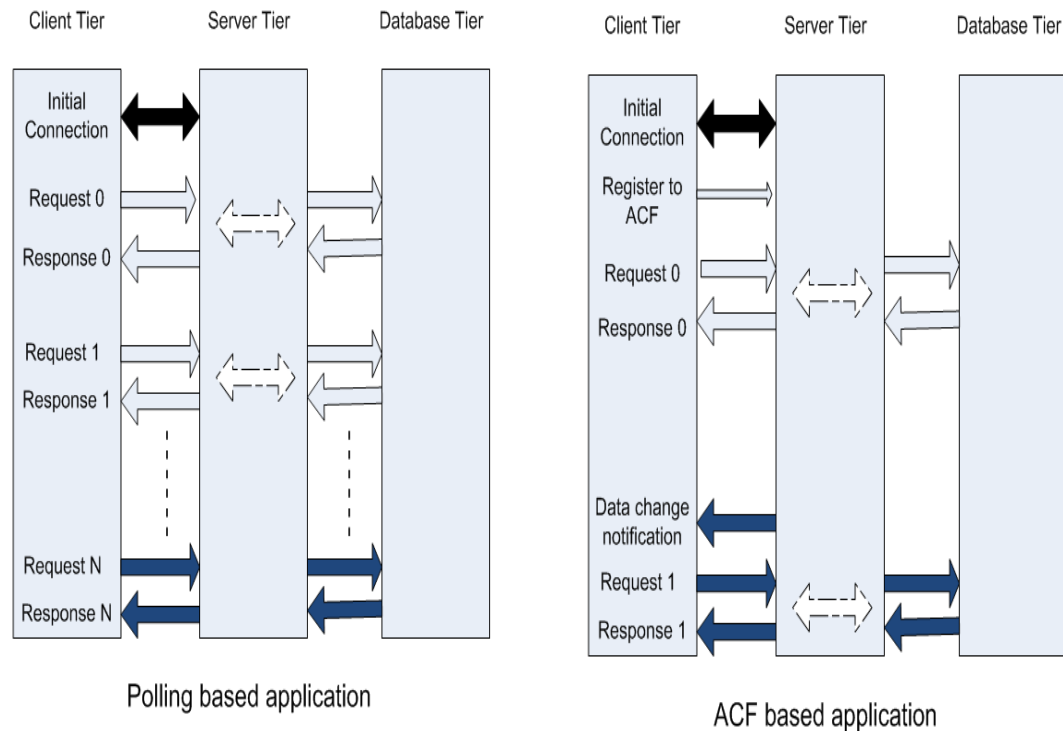 Client Tier
Server Tier
Database Tier
Initial
Connection
Request 0
Response 0
Request 1
Response 1
Request N
Response N
Polling based application
Client Tier
Server Tier
Database Tier
Initial
Connection
Register to
ACF
Request 0
Response 0
Data change
notification
Request 1
Response 1
ACF based application